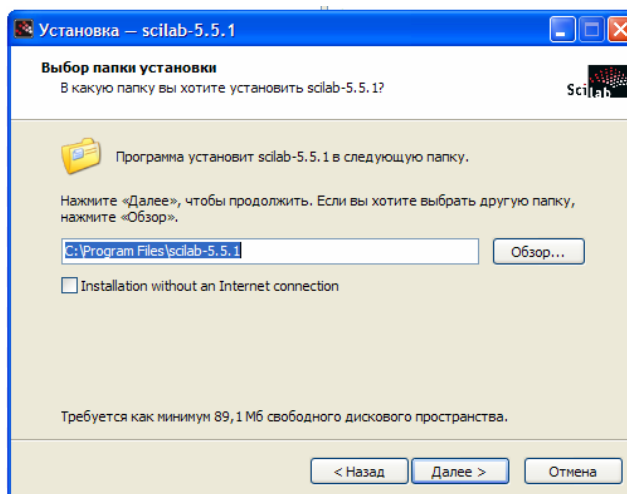 Установка — scilab-5.5.1
Выбор папки установки
В какую папку вы хотите установить scilab-5.5.1?
Scilab
Программа установит scilab-5.5.1 в следующую папку.
Нажмите «Далее», чтобы продолжить. Если вы хотите выбрать другую папку,
нажмите «Обзор».
C:\Program Files\scilab-5.5.1
Обзор...
Installation without an Internet connection
Требуется как минимум 89,1 Мб свободного дискового пространства.
< Назад
Далее >
Отмена